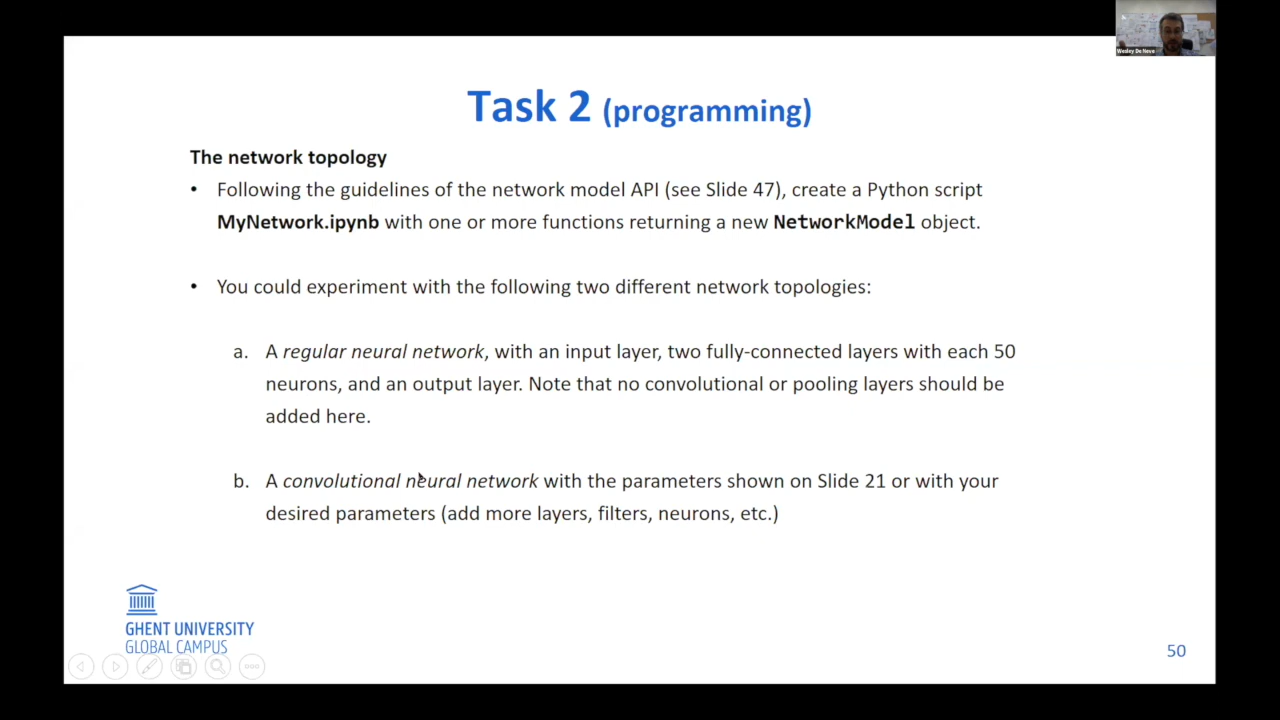 Wesley De Neve
Task 2 (programming)
The network topology
• Following the guidelines of the network model API (see Slide 47), create a Python script
MyNetwork.ipynb with one or more functions returning a new NetworkModel object.
• You could experiment with the following two different network topologies:
a. A regular neural network, with an input layer, two fully-connected layers with each 50
neurons, and an output layer. Note that no convolutional or pooling layers should be
added here.
b. A convolutional neural network with the parameters shown on Slide 21 or with your
desired parameters (add more layers, filters, neurons, etc.)
GHENT UNIVERSITY
GLOBAL CAMPUS
50